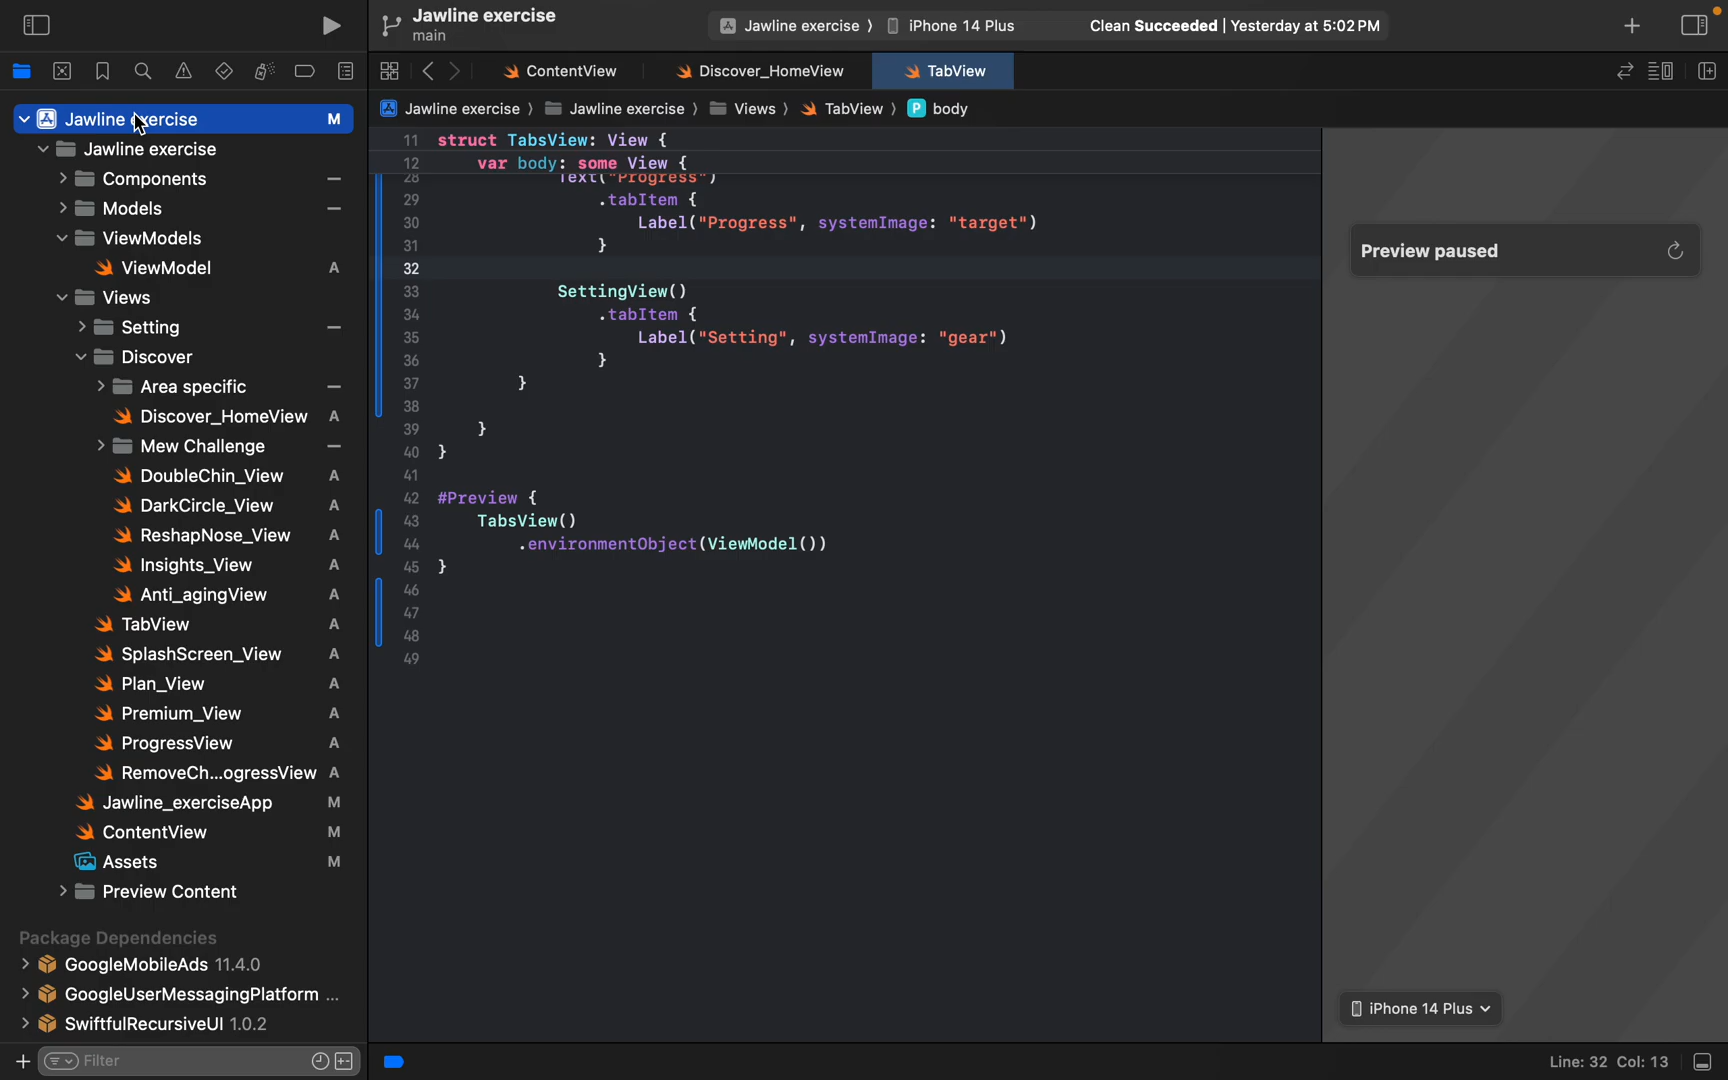 Jawline exercise
main
Jawline exercise 〉 iPhone 14 Plus
Clean Succeeded | Yesterday at 5:02 PM
ContentView
Discover_HomeView
TabView
Jawline exercise 〉 Jawline exercise 〉 Views 〉 TabView 〉 P body
Jawline exercise M
Jawline exercise
Components
Models
ViewModels
ViewModel A
Views
Setting
Discover
Area specific
Discover_HomeView A
Mew Challenge
DoubleChin_View A
DarkCircle_View A
ReshapNose_View A
Insights_View A
Anti_agingView A
TabView A
SplashScreen_View A
Plan_View A
Premium_View A
ProgressView A
RemoveCh...ogressView A
Jawline_exerciseApp M
ContentView M
Assets M
Preview Content
Package Dependencies
GoogleMobileAds 11.4.0
GoogleUserMessagingPlatform ...
SwiftfulRecursiveUI 1.0.2
Filter
11 struct TabsView: View {
12 var body: some View {
28 Text("Progress")
29 .tabItem {
30 Label("Progress", systemImage: "target")
31 }
32
33 SettingView()
34 .tabItem {
35 Label("Setting", systemImage: "gear")
36 }
37 }
38
39 }
40 }
41
42 #Preview {
43 TabsView()
44 .environmentObject(ViewModel())
45 }
46
47
48
49
Preview paused
iPhone 14 Plus
Line: 32 Col: 13